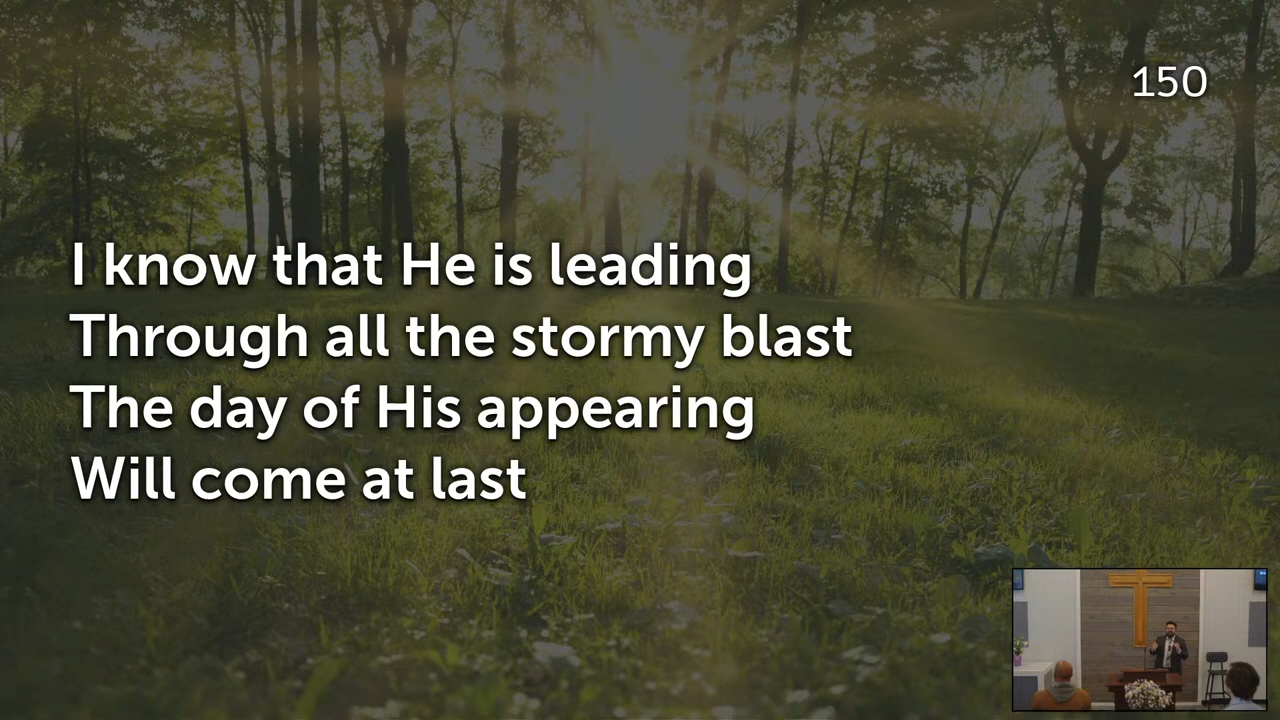 150
I know that He is leading
Through all the stormy blast
The day of His appearing
Will come at last